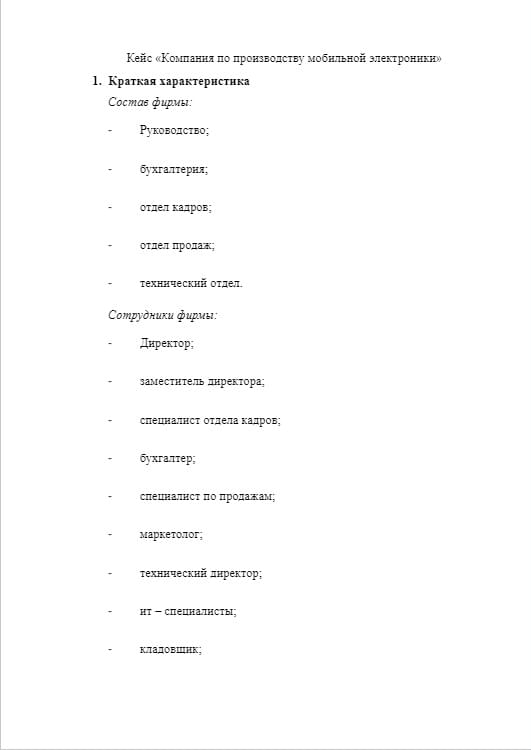 Кейс «Компания по производству мобильной электроники»
1. Краткая характеристика
Состав фирмы:
- Руководство;
- бухгалтерия;
- отдел кадров;
- отдел продаж;
- технический отдел.
Сотрудники фирмы:
- Директор;
- заместитель директора;
- специалист отдела кадров;
- бухгалтер;
- специалист по продажам;
- маркетолог;
- технический директор;
- ит – специалисты;
- кладовщик;